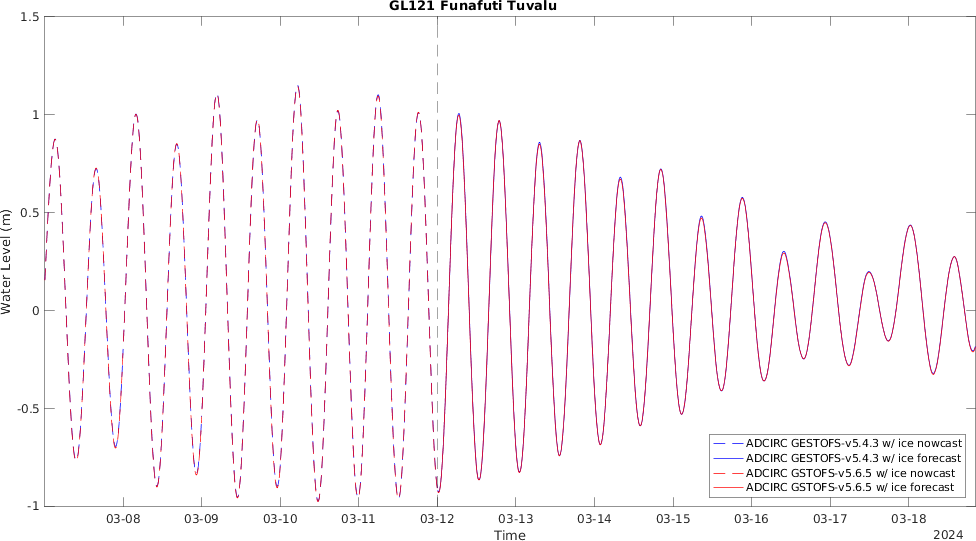 GL121 Funafuti Tuvalu
1.5
1
0.5
0
-0.5
-1
Water Level (m)
ADCIRC GESTOFS-v5.4.3 w/ ice nowcast
ADCIRC GESTOFS-v5.4.3 w/ ice forecast
ADCIRC GSTOFS-v5.6.5 w/ ice nowcast
ADCIRC GSTOFS-v5.6.5 w/ ice forecast
03-08 03-09 03-10 03-11 03-12 03-13 03-14 03-15 03-16 03-17 03-18
Time
2024